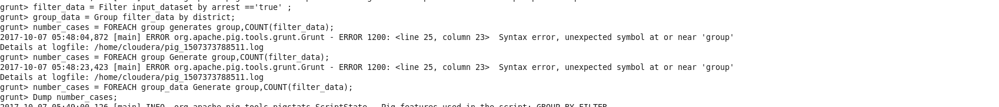 grunt> filter_data = Filter input_dataset by arrest =='true' ;
grunt> group_data = Group filter_data by district;
grunt> number_cases = FOREACH group generates group,COUNT(filter_data);
2017-10-07 05:48:04,872 [main] ERROR org.apache.pig.tools.grunt.Grunt - ERROR 1200: <line 25, column 23>  Syntax error, unexpected symbol at or near 'group'
Details at logfile: /home/cloudera/pig_1507373788511.log
grunt> number_cases = FOREACH group Generate group,COUNT(filter_data);
2017-10-07 05:48:23,423 [main] ERROR org.apache.pig.tools.grunt.Grunt - ERROR 1200: <line 25, column 23>  Syntax error, unexpected symbol at or near 'group'
Details at logfile: /home/cloudera/pig_1507373788511.log
grunt> number_cases = FOREACH group_data Generate group,COUNT(filter_data);
grunt> Dump number_cases;
2017-10-07 05:49:00,126 [main] INFO  org.apache.pig.tools.pigstats.ScriptState - Pig features used in the script: GROUP_BY,FILTER